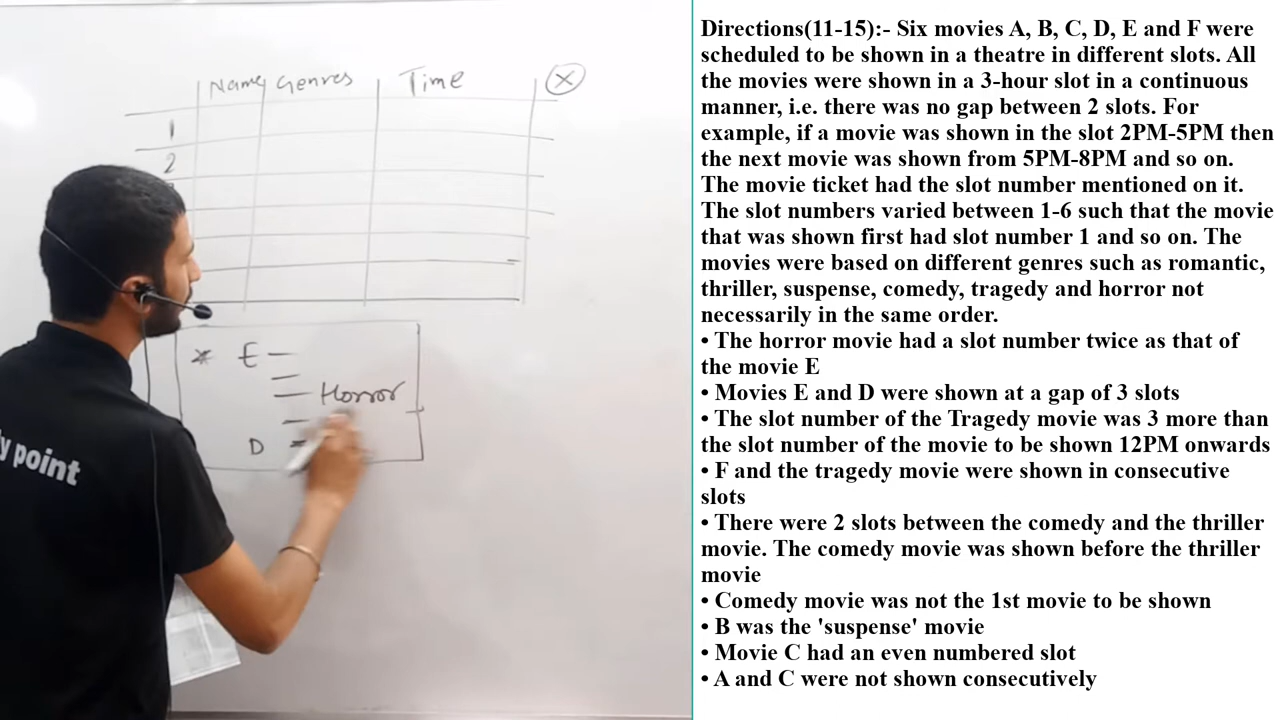 Name Genres Time X
1
2
* E
Horror
D
y point
Directions(11-15):- Six movies A, B, C, D, E and F were
scheduled to be shown in a theatre in different slots. All
the movies were shown in a 3-hour slot in a continuous
manner, i.e. there was no gap between 2 slots. For
example, if a movie was shown in the slot 2PM-5PM then
the next movie was shown from 5PM-8PM and so on.
The movie ticket had the slot number mentioned on it.
The slot numbers varied between 1-6 such that the movie
that was shown first had slot number 1 and so on. The
movies were based on different genres such as romantic,
thriller, suspense, comedy, tragedy and horror not
necessarily in the same order.
• The horror movie had a slot number twice as that of
the movie E
• Movies E and D were shown at a gap of 3 slots
• The slot number of the Tragedy movie was 3 more than
the slot number of the movie to be shown 12PM onwards
• F and the tragedy movie were shown in consecutive
slots
• There were 2 slots between the comedy and the thriller
movie. The comedy movie was shown before the thriller
movie
• Comedy movie was not the 1st movie to be shown
• B was the 'suspense' movie
• Movie C had an even numbered slot
• A and C were not shown consecutively